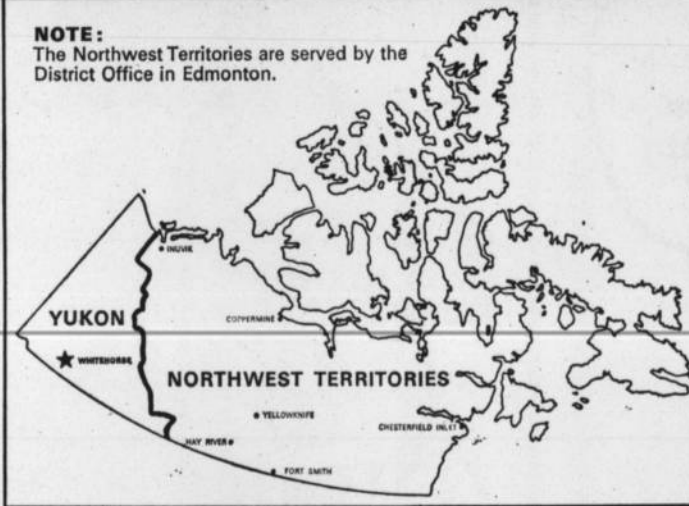 NOTE:
The Northwest Territories are served by the
District Office in Edmonton.
INUVIK
YUKON
COPPERMINE
WHITEHORSE
NORTHWEST TERRITORIES
YELLOWKNIFE
CHESTERFIELD INLET
HAY RIVER
FORT SMITH